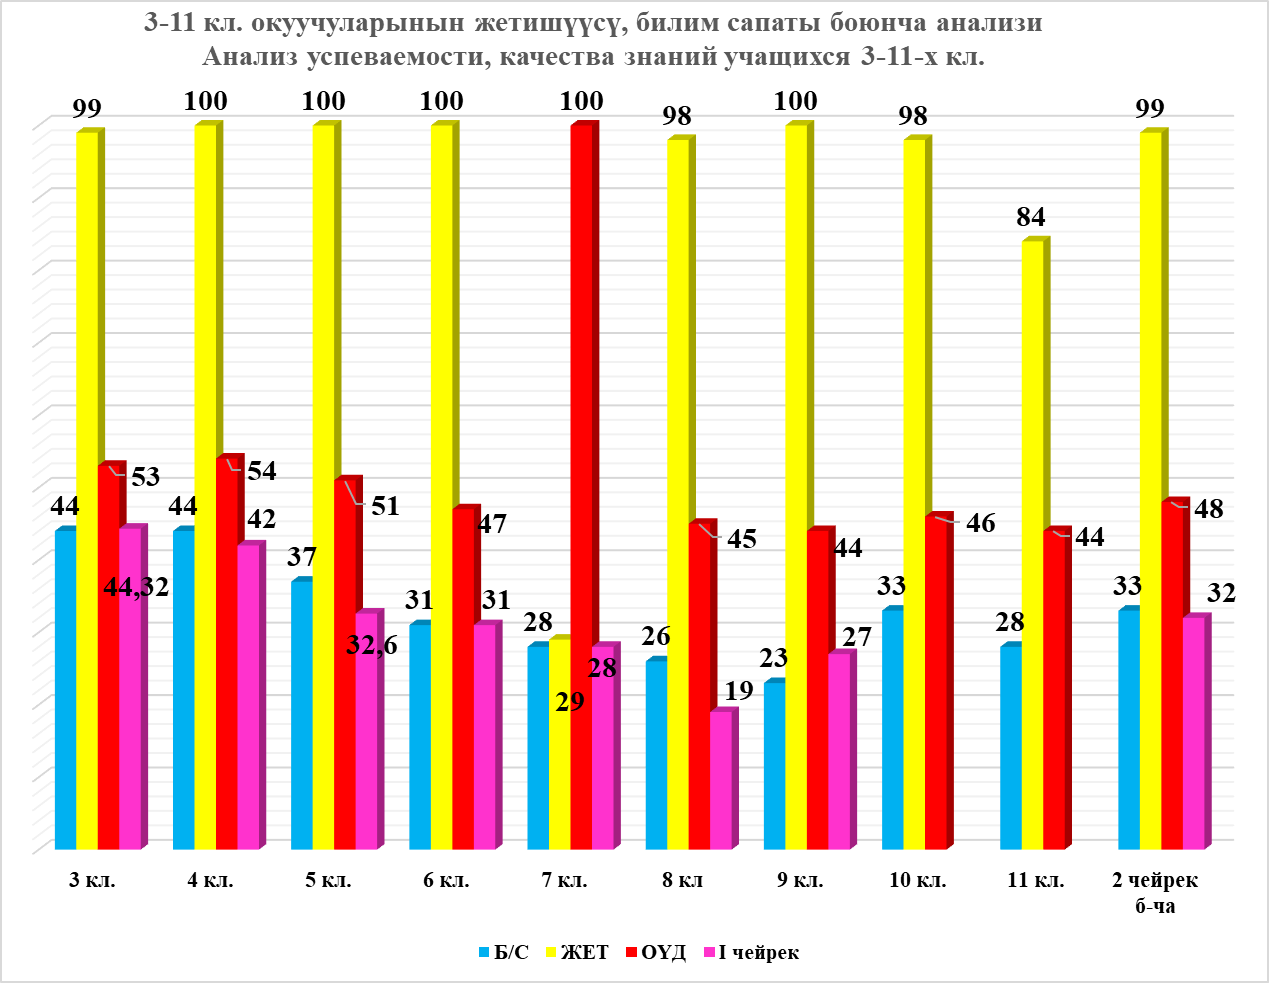 3-11 кл. окуучуларынын жетишүүсү, билим сапаты боюнча анализи
Анализ успеваемости, качества знаний учащихся 3-11-х кл.
44 99 53 44,32
44 100 54 42
37 100 51 32,6
31 100 47 31
28 29 100 28
26 98 45 19
23 100 44 27
33 98 46
28 84 44
33 99 48 32
3 кл. 4 кл. 5 кл. 6 кл. 7 кл. 8 кл 9 кл. 10 кл. 11 кл. 2 чейрек
б-ча
Б/С ЖЕТ ОҮД I чейрек